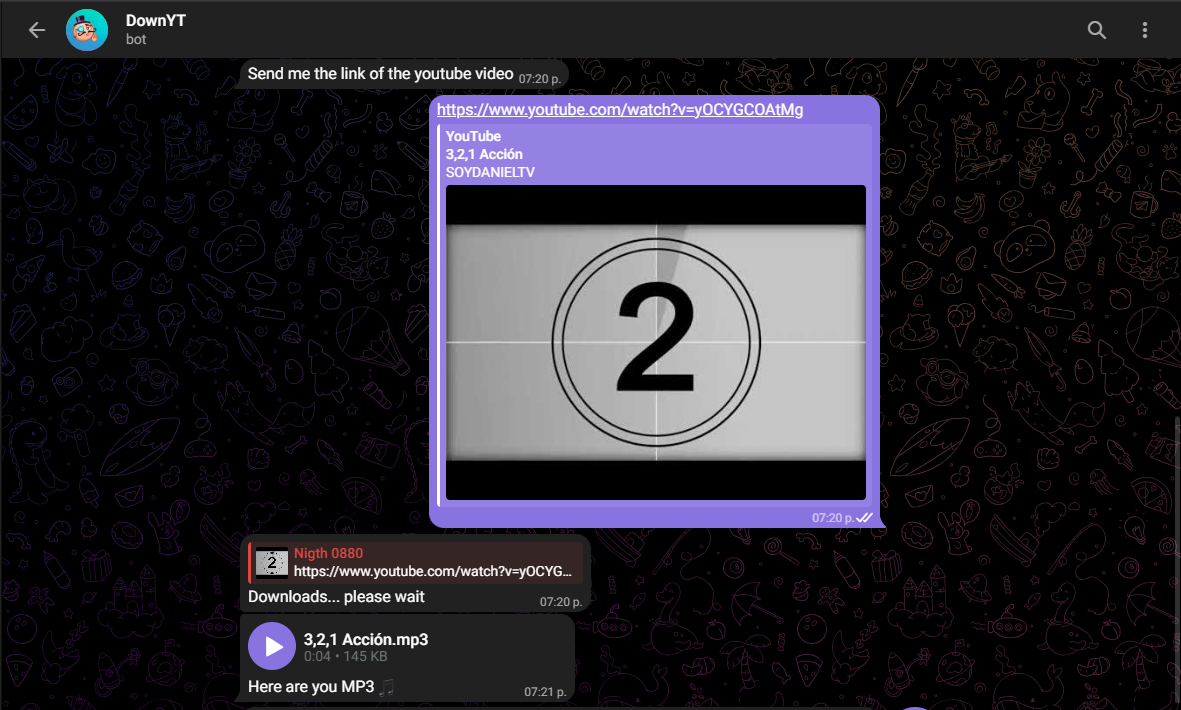 DownYT
bot
Send me the link of the youtube video 07:20 p.
https://www.youtube.com/watch?v=yOCYGCOAtMg
YouTube
3,2,1 Acción
SOYDANIELTV
2
07:20 p.
2
Nigth 0880
https://www.youtube.com/watch?v=yOCYG...
Downloads... please wait 07:20 p.
3,2,1 Acción.mp3
0:04 • 145 KB
Here are you MP3 🎵 07:21 p.